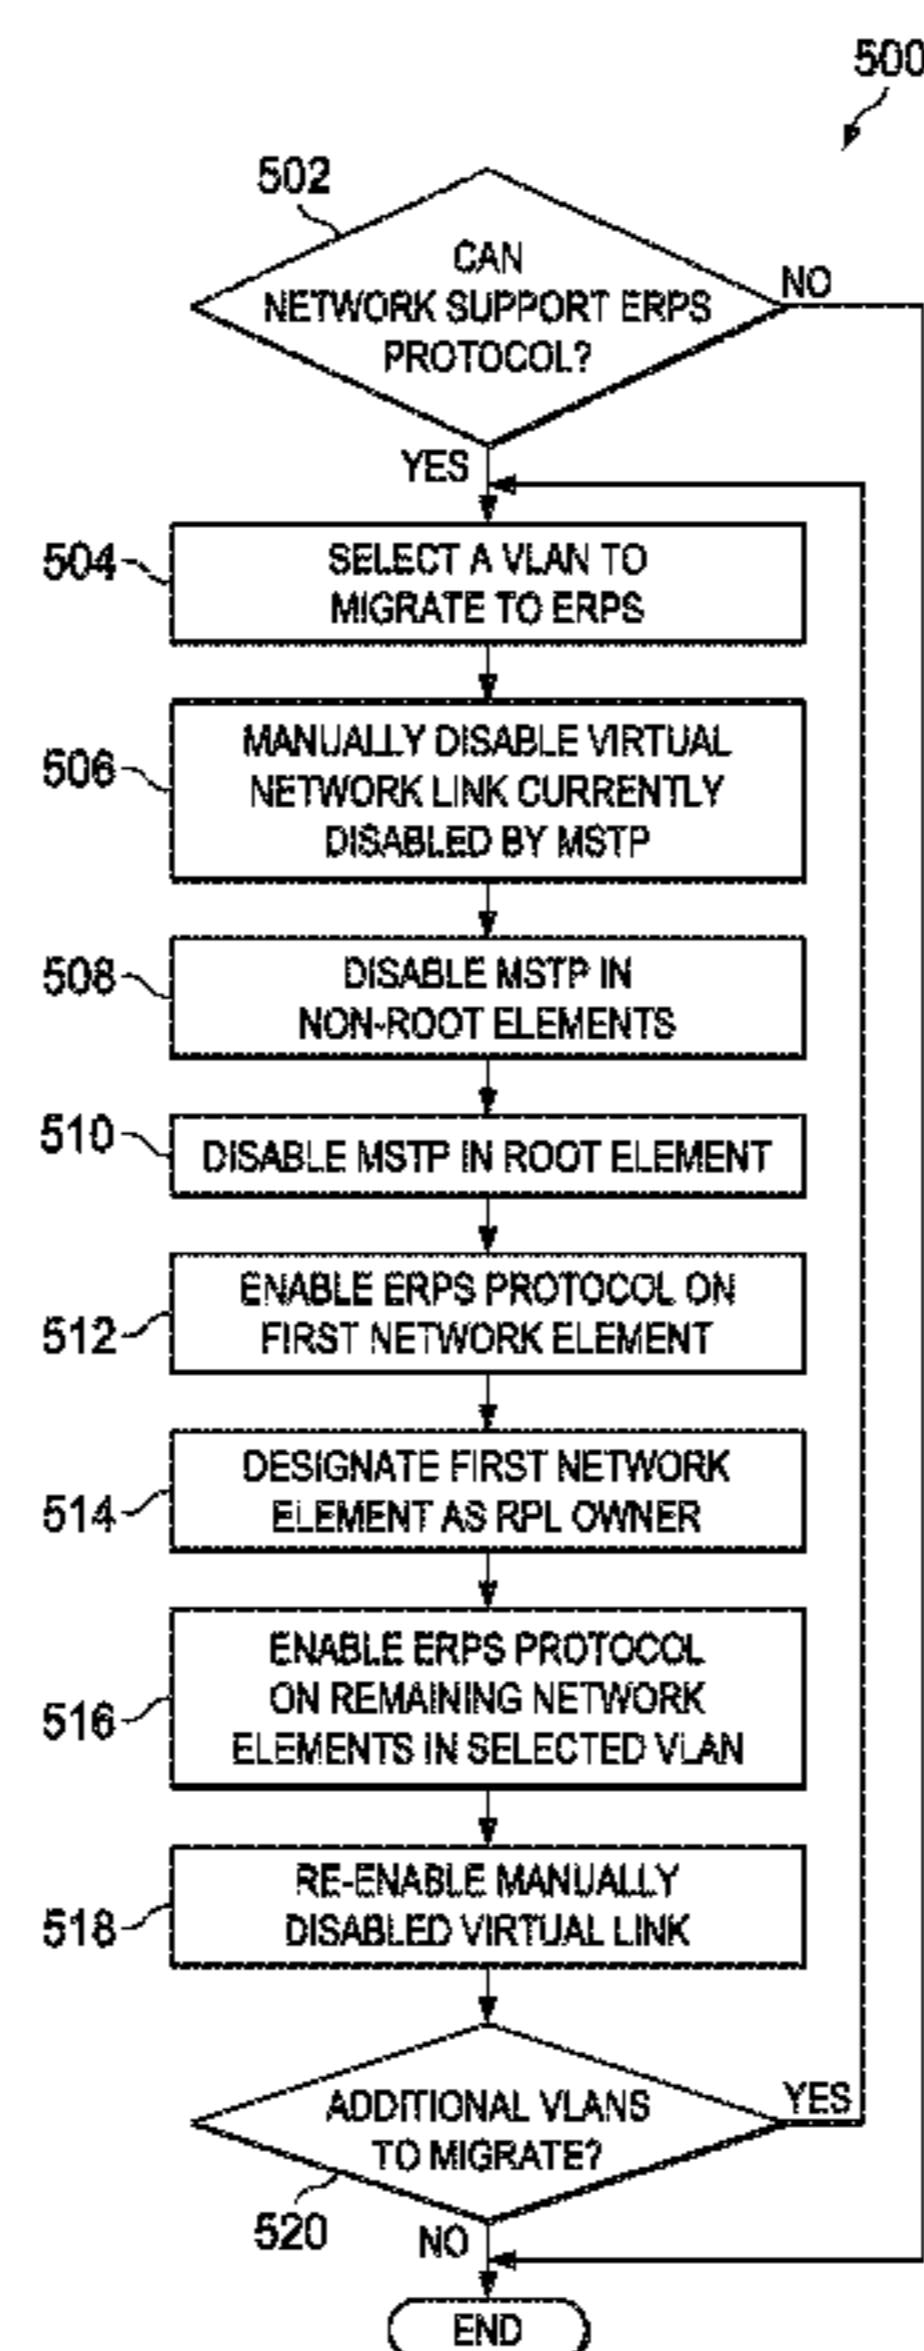 500
502
CAN
NETWORK SUPPORT ERPS
PROTOCOL?
NO
YES
504
SELECT A VLAN TO
MIGRATE TO ERPS
506
MANUALLY DISABLE VIRTUAL
NETWORK LINK CURRENTLY
DISABLED BY MSTP
508
DISABLE MSTP IN
NON-ROOT ELEMENTS
510
DISABLE MSTP IN ROOT ELEMENT
512
ENABLE ERPS PROTOCOL ON
FIRST NETWORK ELEMENT
514
DESIGNATE FIRST NETWORK
ELEMENT AS RPL OWNER
516
ENABLE ERPS PROTOCOL
ON REMAINING NETWORK
ELEMENTS IN SELECTED VLAN
518
RE-ENABLE MANUALLY
DISABLED VIRTUAL LINK
ADDITIONAL VLANS
TO MIGRATE?
YES
520
NO
END